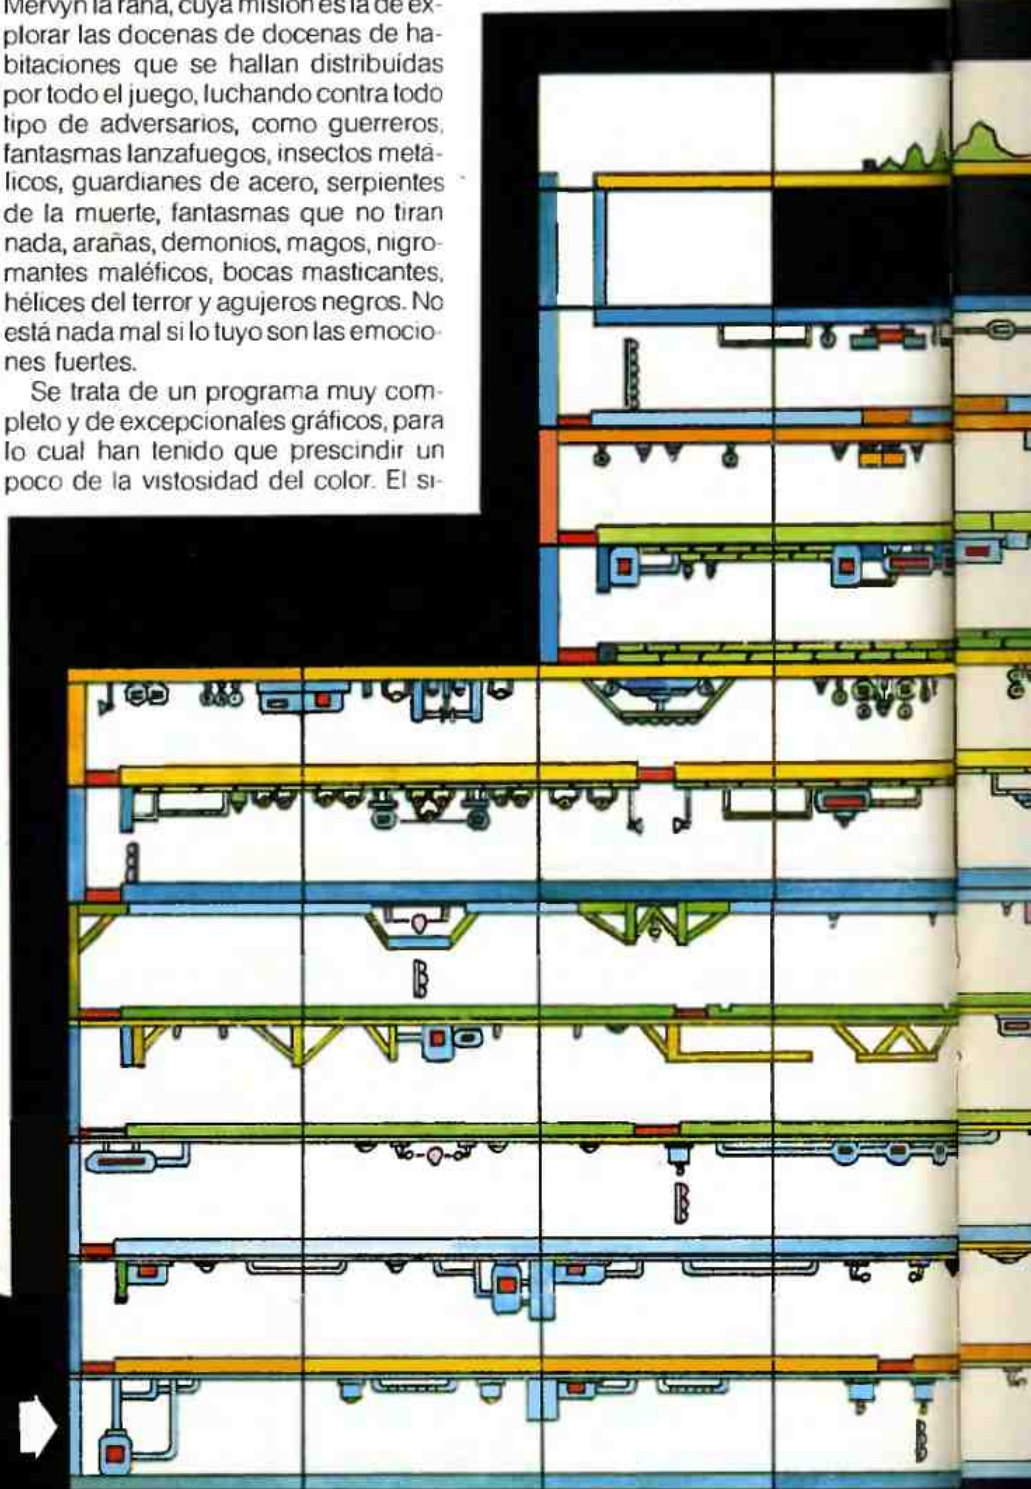 Mervyn la rana, cuya misión es la de ex-
plorar las docenas de docenas de ha-
bitaciones que se hallan distribuídas
por todo el juego, luchando contra todo
tipo de adversarios, como guerreros,
fantasmas lanzafuegos, insectos metá-
licos, guardianes de acero, serpientes
de la muerte, fantasmas que no tiran
nada, arañas, demonios, magos, nigro-
mantes maléficos, bocas masticantes,
hélices del terror y agujeros negros. No
está nada mal si lo tuyo son las emocio-
nes fuertes.
Se trata de un programa muy com-
pleto y de excepcionales gráficos, para
lo cual han tenido que prescindir un
poco de la vistosidad del color. El si-